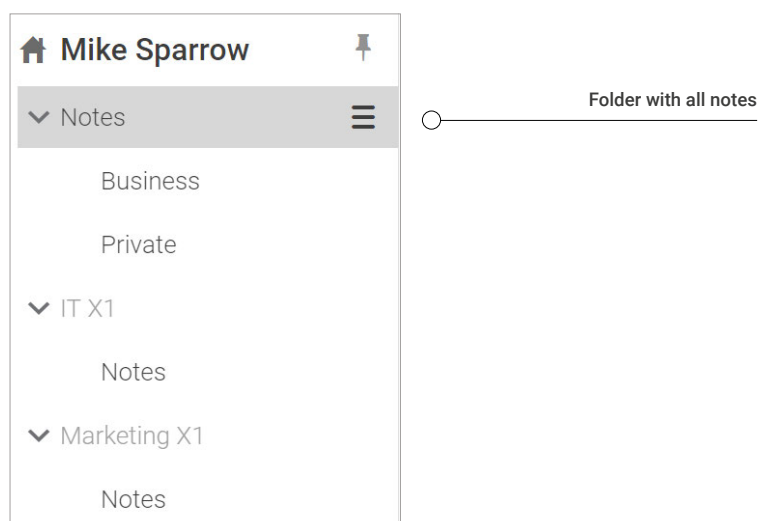 Mike Sparrow
Folder with all notes
Notes
Business
Private
IT X1
Notes
Marketing X1
Notes